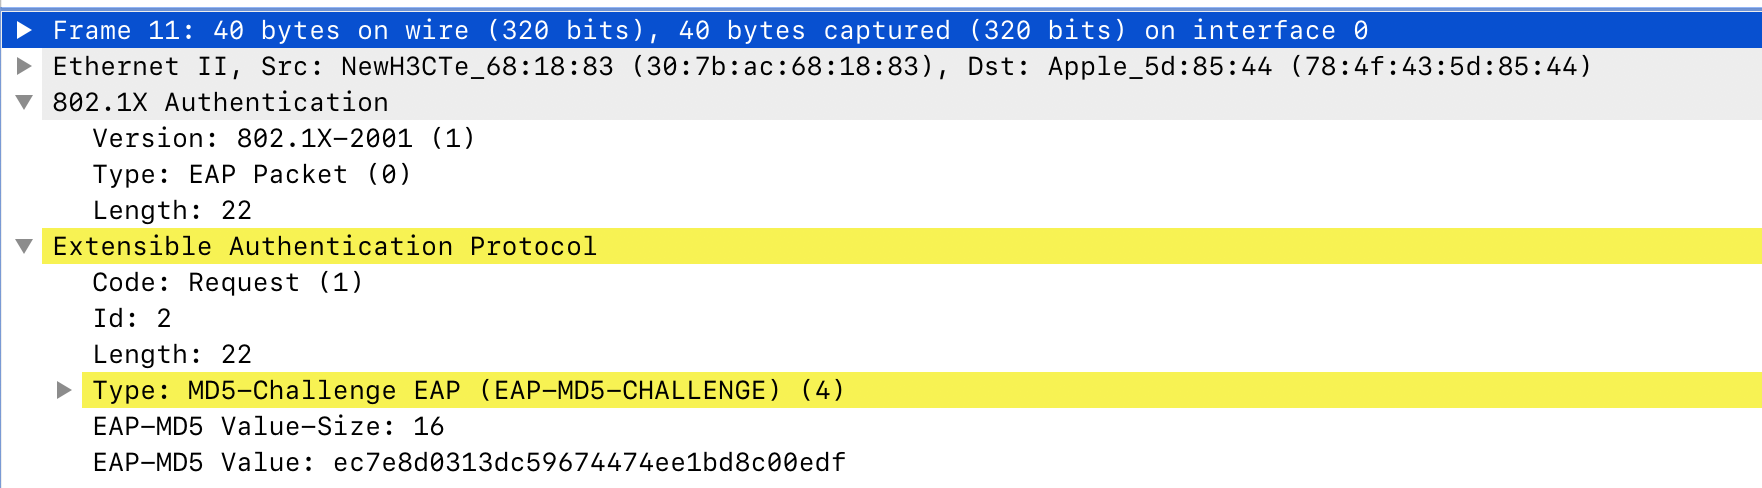 Frame 11: 40 bytes on wire (320 bits), 40 bytes captured (320 bits) on interface 0
Ethernet II, Src: NewH3CTe_68:18:83 (30:7b:ac:68:18:83), Dst: Apple_5d:85:44 (78:4f:43:5d:85:44)
802.1X Authentication
Version: 802.1X-2001 (1)
Type: EAP Packet (0)
Length: 22
Extensible Authentication Protocol
Code: Request (1)
Id: 2
Length: 22
Type: MD5-Challenge EAP (EAP-MD5-CHALLENGE) (4)
EAP-MD5 Value-Size: 16
EAP-MD5 Value: ec7e8d0313dc59674474ee1bd8c00edf